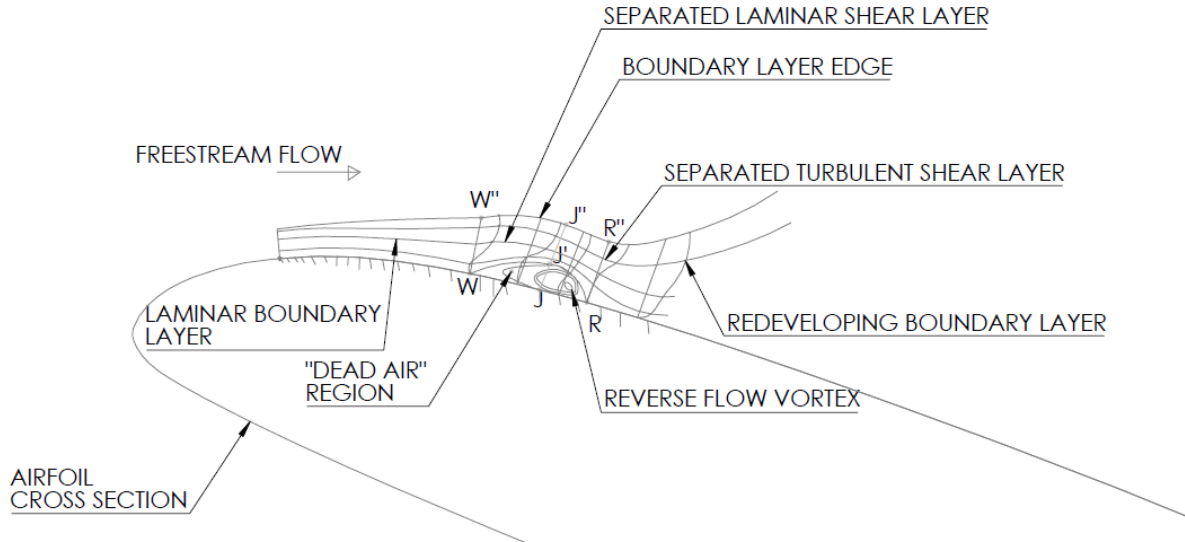 SEPARATED LAMINAR SHEAR LAYER
BOUNDARY LAYER EDGE
FREESTREAM FLOW
SEPARATED TURBULENT SHEAR LAYER
W"
J"
R"
J'
W
J
R
LAMINAR BOUNDARY
LAYER
REDEVELOPING BOUNDARY LAYER
"DEAD AIR"
REGION
REVERSE FLOW VORTEX
AIRFOIL
CROSS SECTION